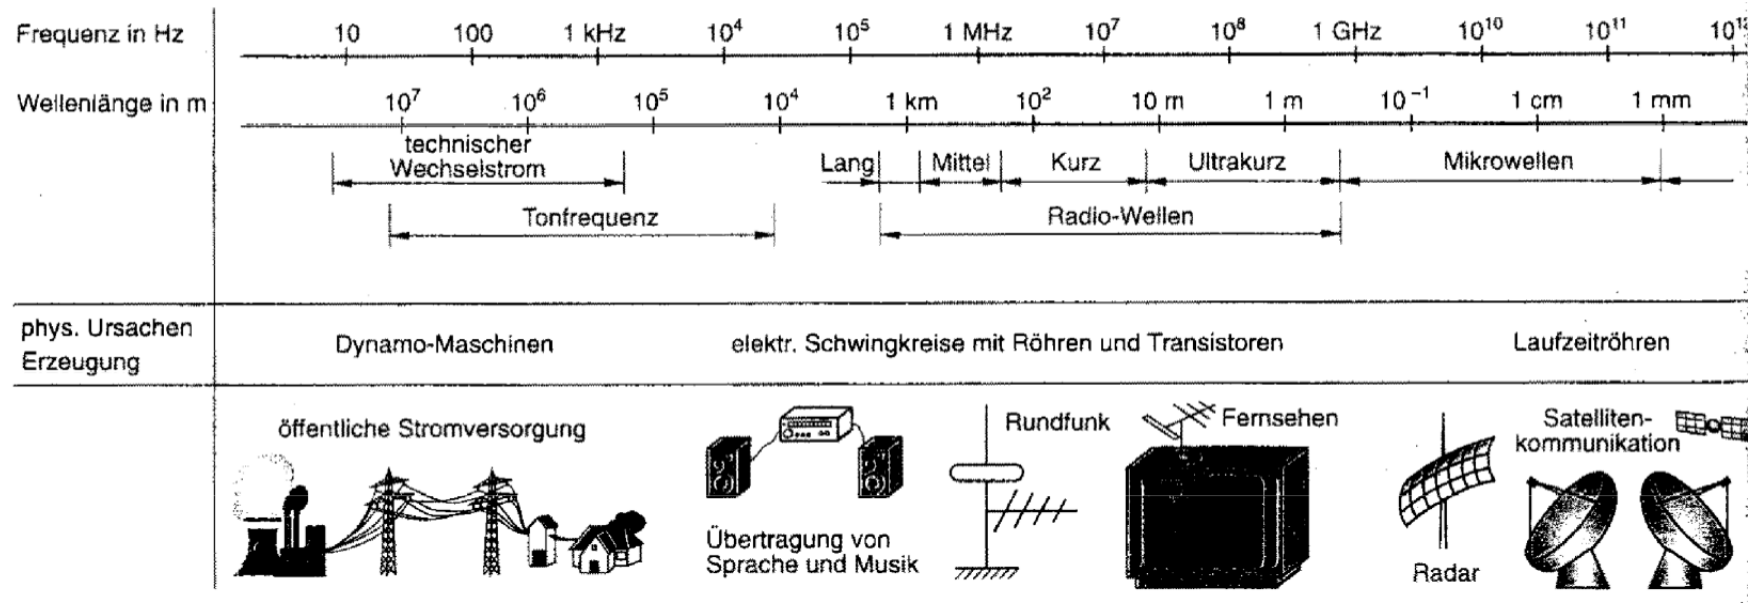 Frequenz in Hz 10 100 1 kHz 10⁴ 10⁵ 1 MHz 10⁷ 10⁸ 1 GHz 10¹⁰ 10¹¹
Wellenlänge in m 10⁷ 10⁶ 10⁵ 10⁴ 1 km 10² 10 m 1 m 10⁻¹ 1 cm 1 mm
technischer
Wechselstrom
Lang Mittel Kurz Ultrakurz Mikrowellen
Tonfrequenz Radio-Wellen
phys. Ursachen
Erzeugung
Dynamo-Maschinen elektr. Schwingkreise mit Röhren und Transistoren Laufzeitröhren
öffentliche Stromversorgung
Übertragung von
Sprache und Musik
Rundfunk
Fernsehen
Radar
Satelliten-
kommunikation